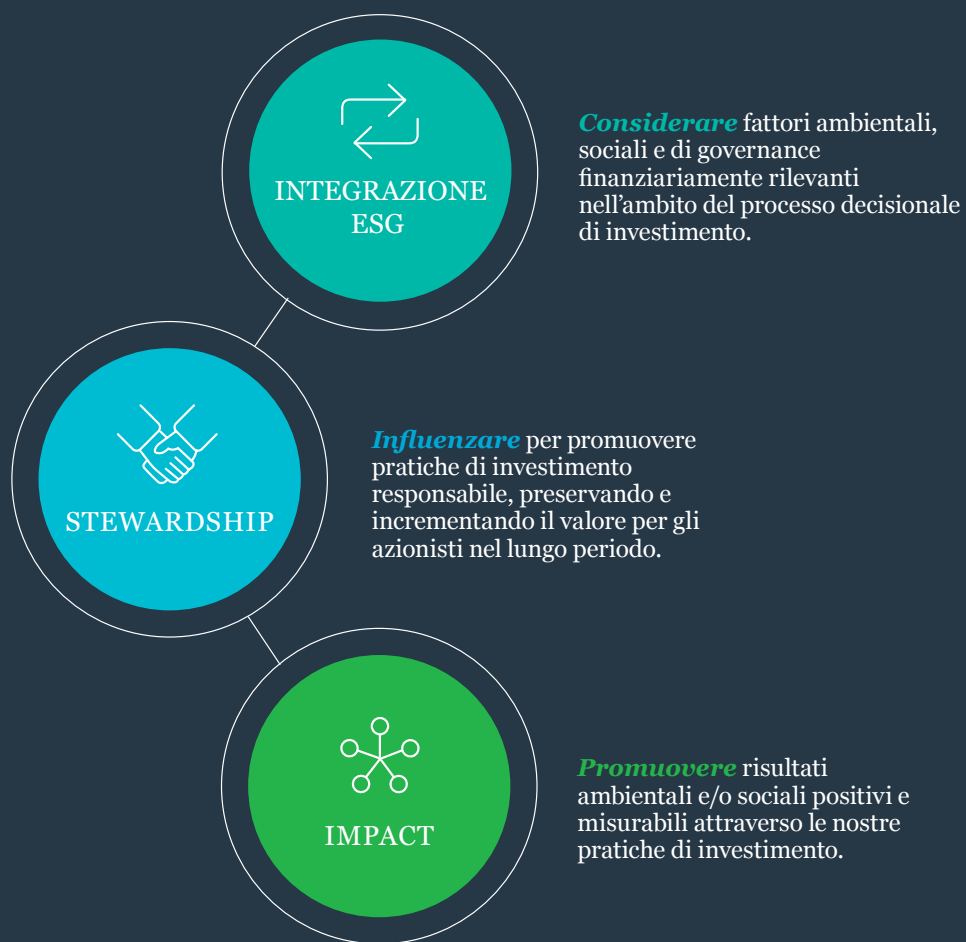 INTEGRAZIONE
ESG
Considerare fattori ambientali,
sociali e di governance
finanziariamente rilevanti
nell’ambito del processo decisionale
di investimento.
STEWARDSHIP
Influenzare per promuovere
pratiche di investimento
responsabile, preservando e
incrementando il valore per gli
azionisti nel lungo periodo.
IMPACT
Promuovere risultati
ambientali e/o sociali positivi e
misurabili attraverso le nostre
pratiche di investimento.